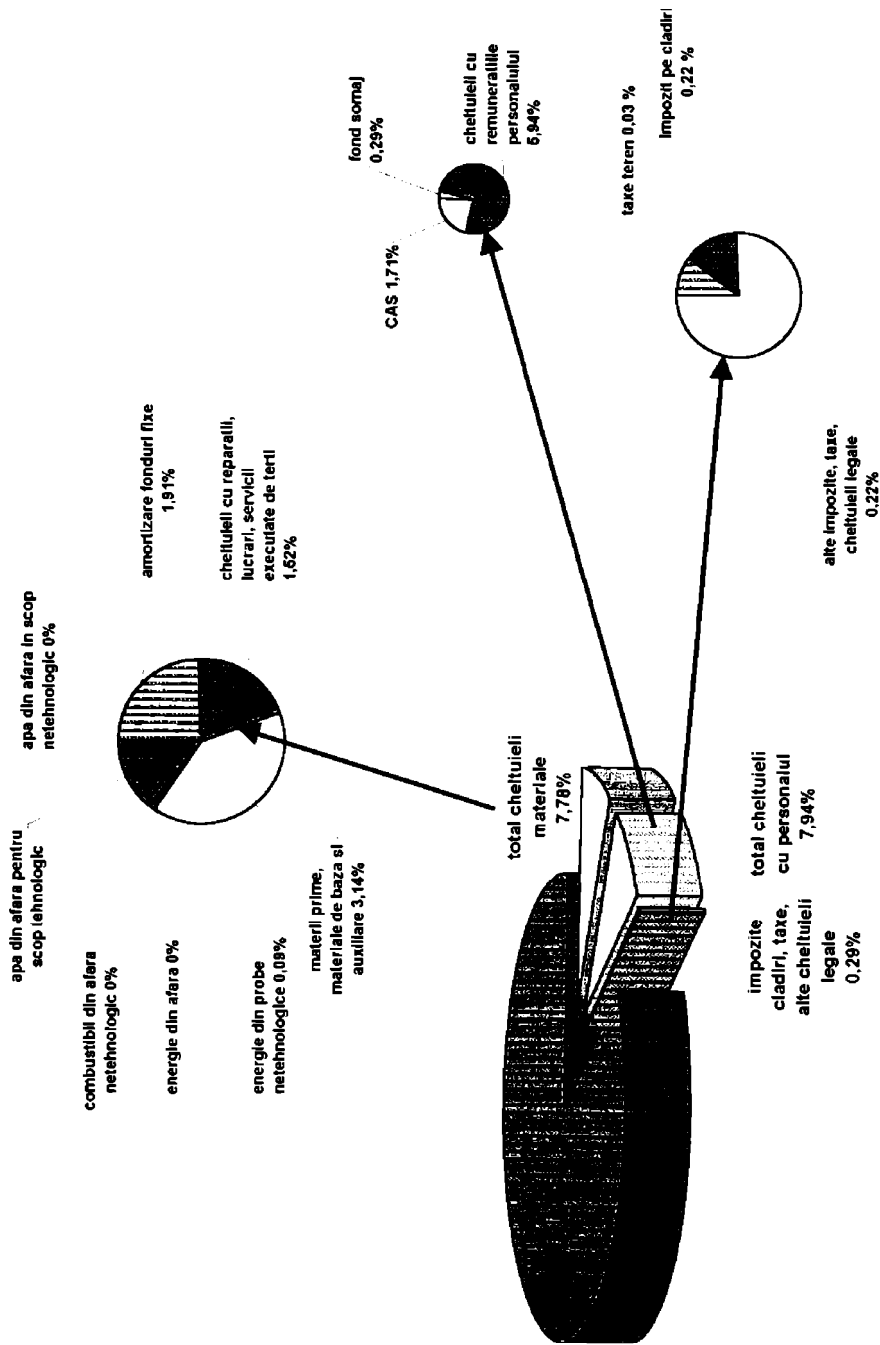 apa din afara pentru
scop tehnologic
apa din afara in scop
netehnologic 0%
combustibil din afara
netehnologic 0%
energie din afara 0%
energie din probe
netehnologice 0,09%
materii prime,
materiale de baza si
auxiliare 3,14%
amortizare fonduri fixe
1,91%
cheltuieli cu reparatii,
lucrari, servicii
executate de terti
1,52%
fond somaj
0,29%
CAS 1,71%
cheltuieli cu
remuneratiile
personalului
5,94%
taxe teren 0,03 %
Impozit pe cladiri
0,22 %
alte impozite, taxe,
cheltuieli legale
0,22%
total cheltuieli
materiale
7,78%
total cheltuieli
cu personalul
7,94%
impozite
cladiri, taxe,
alte cheltuieli
legale
0,29%